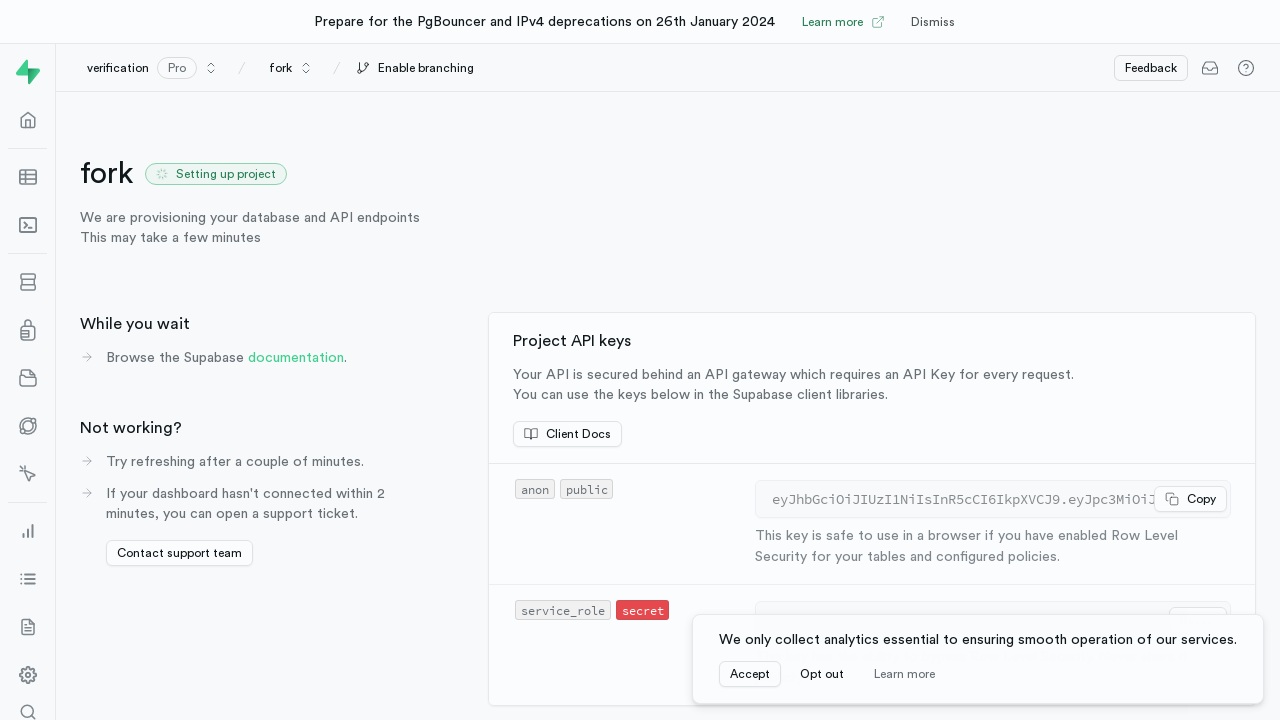 Prepare for the PgBouncer and IPv4 deprecations on 26th January 2024 Learn more Dismiss
verification Pro / fork / Enable branching Feedback
fork Setting up project
We are provisioning your database and API endpoints
This may take a few minutes
While you wait
Browse the Supabase documentation.
Not working?
Try refreshing after a couple of minutes.
If your dashboard hasn't connected within 2
minutes, you can open a support ticket.
Contact support team
Project API keys
Your API is secured behind an API gateway which requires an API Key for every request.
You can use the keys below in the Supabase client libraries.
Client Docs
anon public
eyJhbGciOiJIUzI1NiIsInR5cCI6IkpXVCJ9.eyJpc3MiOiJ Copy
This key is safe to use in a browser if you have enabled Row Level
Security for your tables and configured policies.
service_role secret
We only collect analytics essential to ensuring smooth operation of our services.
Accept Opt out Learn more